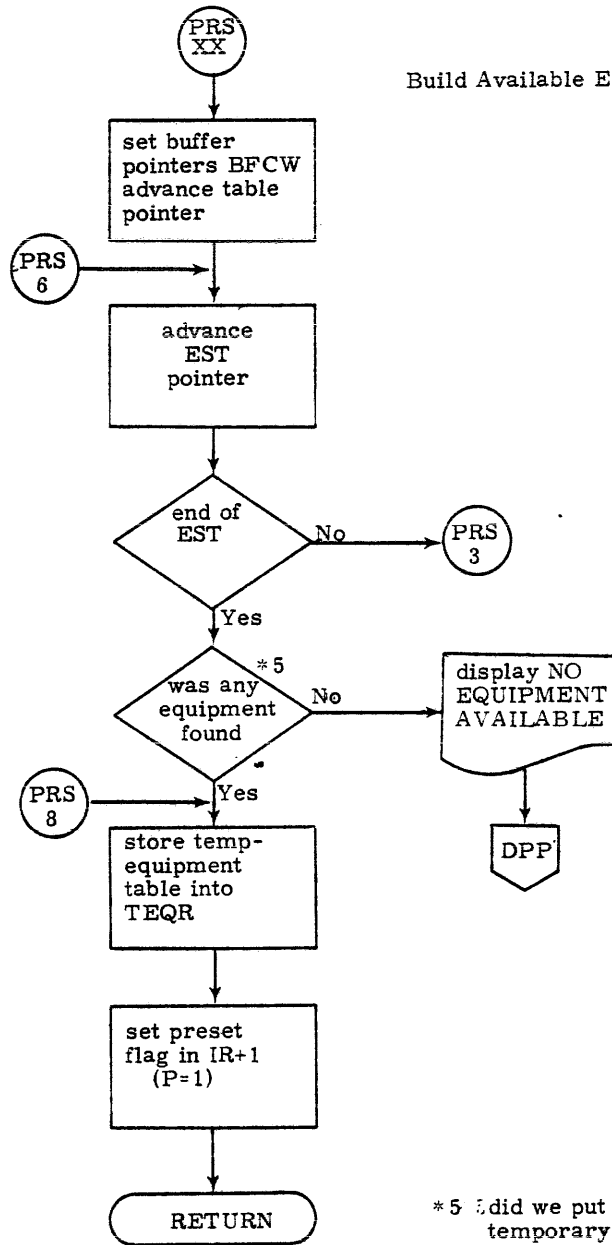 PRS
XX
Build Available E
set buffer
pointers BFCW
advance table
pointer
PRS
6
advance
EST
pointer
end of
EST
No
PRS
3
Yes
*5
was any
equipment
found
No
display NO
EQUIPMENT
AVAILABLE
DPP
Yes
PRS
8
store temp-
equipment
table into
TEQR
set preset
flag in IR+1
(P=1)
RETURN
*5 did we put
temporary